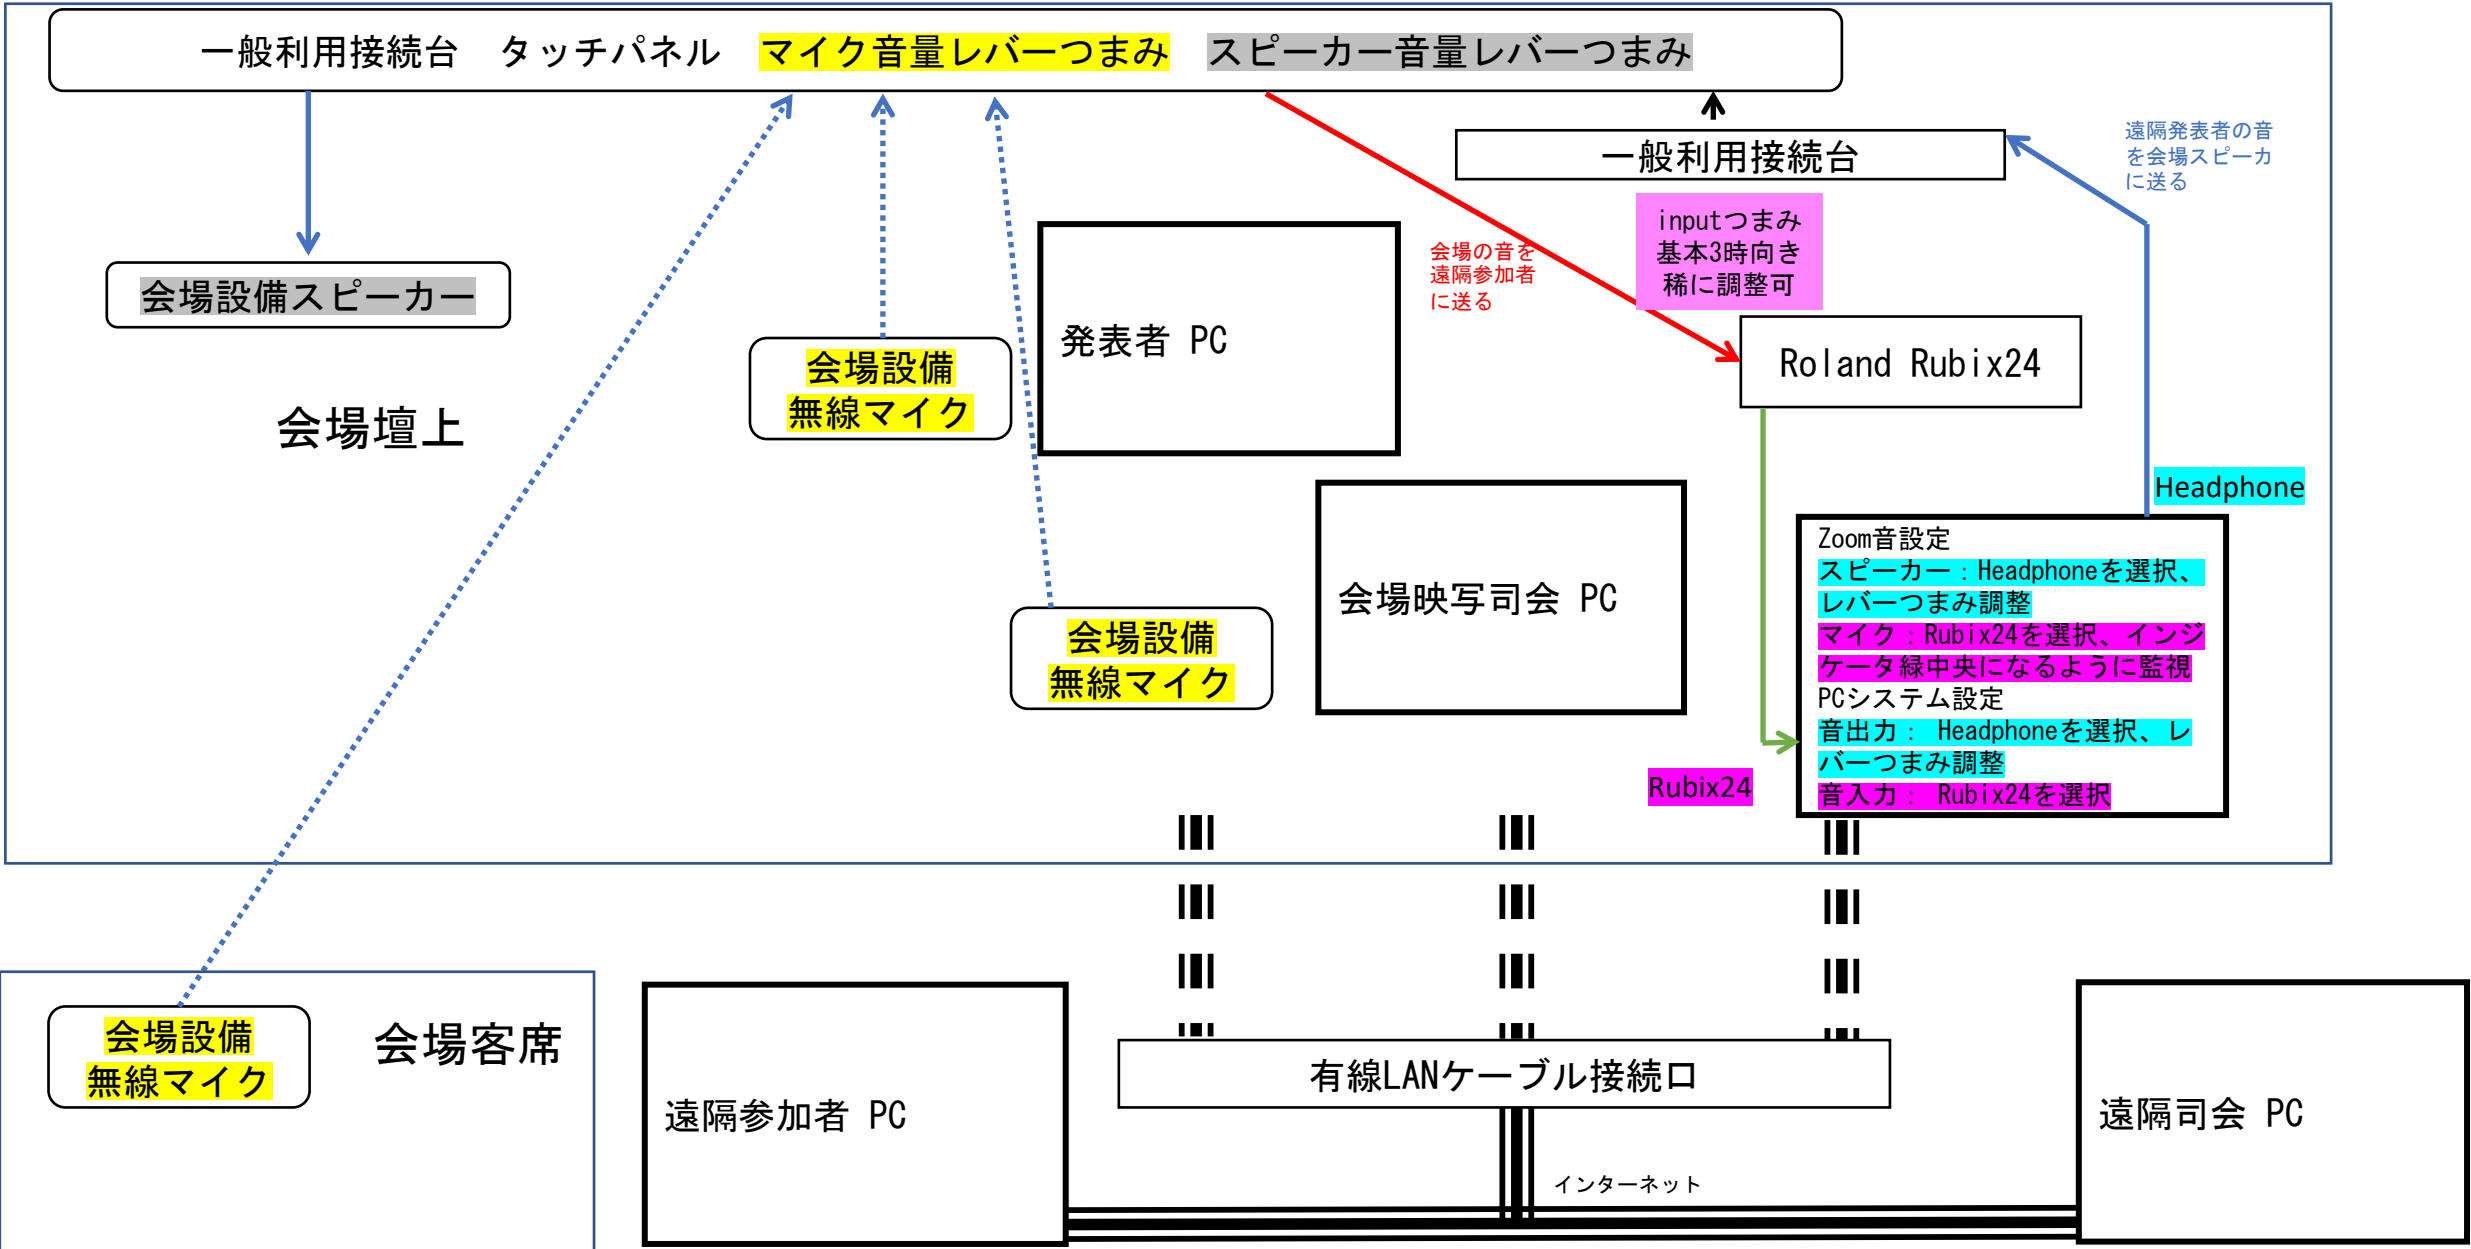 一般利用接続台　タッチパネル　マイク音量レバーつまみ　スピーカー音量レバーつまみ
一般利用接続台
遠隔発表者の音
を会場スピーカ
に送る
inputつまみ
基本3時向き
稀に調整可
会場の音を
遠隔参加者
に送る
会場設備スピーカー
発表者 PC
Roland Rubix24
会場設備
無線マイク
会場壇上
Headphone
会場映写司会 PC
Zoom音設定
スピーカー：Headphoneを選択、
レバーつまみ調整
マイク：Rubix24を選択、インジ
ケータ緑中央になるように監視
PCシステム設定
音出力： Headphoneを選択、レ
バーつまみ調整
音入力： Rubix24を選択
会場設備
無線マイク
Rubix24
会場設備
無線マイク
会場客席
遠隔参加者 PC
有線LANケーブル接続口
遠隔司会 PC
インターネット